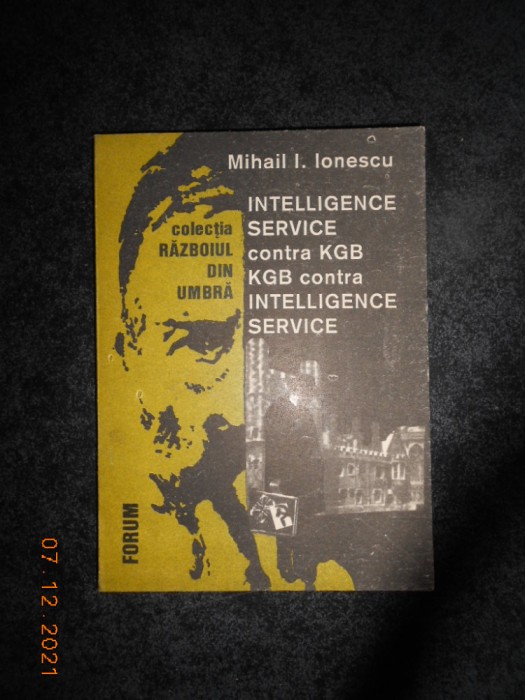 Mihail I. Ionescu
INTELLIGENCE
SERVICE
contra KGB
KGB contra
INTELLIGENCE
SERVICE
colecția
RĂZBOIUL
DIN
UMBRĂ
FORUM
07.12.2021